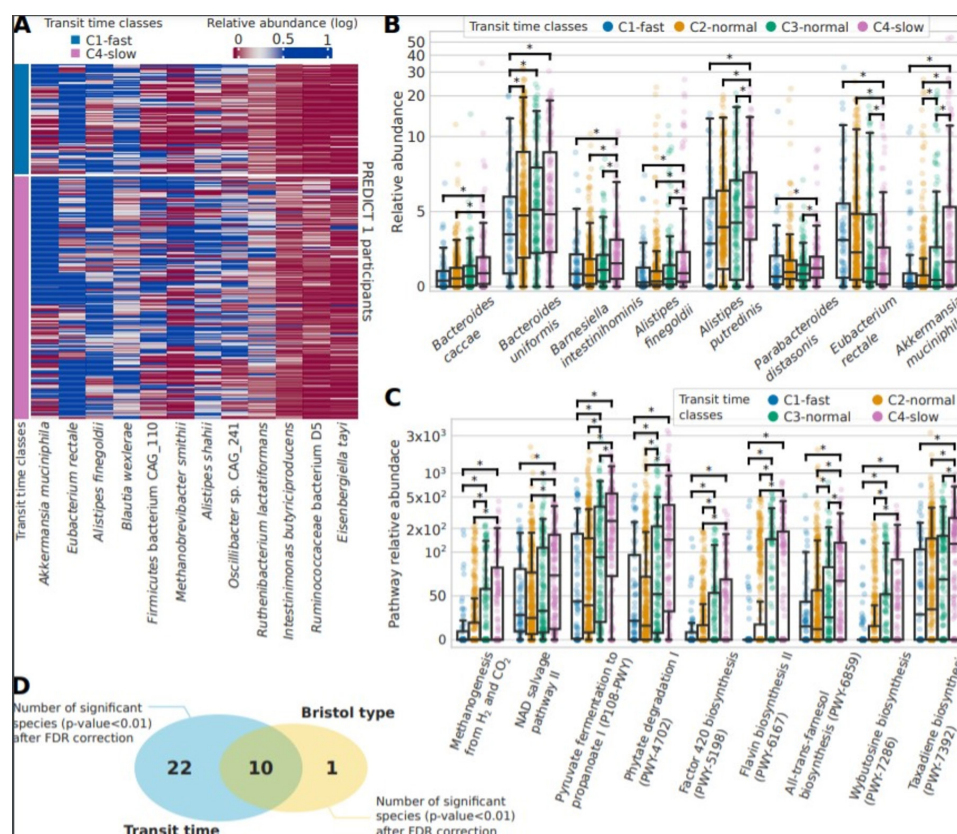 A
Transit time classes
C1-fast
C4-slow
Relative abundance (log)
0 0.5 1
PREDICT 1 participants
Transit time classes
Akkermansia muciniphila
Eubacterium rectale
Alistipes finegoldii
Blautia wexlerae
Firmicutes bacterium CAG_110
Methanobrevibacter smithii
Alistipes shahii
Oscillibacter sp. CAG_241
Ruthenibacterium lactatiformans
Intestinimonas butyriciproducens
Ruminococcaceae bacterium D5
Eisenbergiella tayi
B
Transit time classes C1-fast C2-normal C3-normal C4-slow
Relative abundance
50
40
30
20
10
5
0
Bacteroides
caccae
Bacteroides
uniformis
Barnesiella
intestinihominis
Alistipes
finegoldii
Alistipes
putredinis
Parabacteroides
distasonis
Eubacterium
rectale
Akkermansi
muciniphil
C
Transit time
classes
C1-fast C2-normal
C3-normal C4-slow
Pathway relative abundace
3x10³
10³
5x10²
2x10²
10²
50
0
Methanogenesis
from H₂ and CO₂
NAD salvage
pathway II
Pyruvate fermentation to
propanoate I (P108-PWY)
Phytate degradation I
(PWY-4702)
Factor 420 biosynthesis
(PWY-5198)
Flavin biosynthesis II
(PWY-6167)
All-trans-farnesol
biosynthesis (PWY-6859)
Wybutosine biosynthesis
(PWY-7286)
Taxadiene biosynthesi
(PWY-7392)
D
Number of significant
species (p-value<0.01)
after FDR correction
Bristol type
22 10 1
Number of significant
species (p-value<0.01)
after FDR correction
Transit time